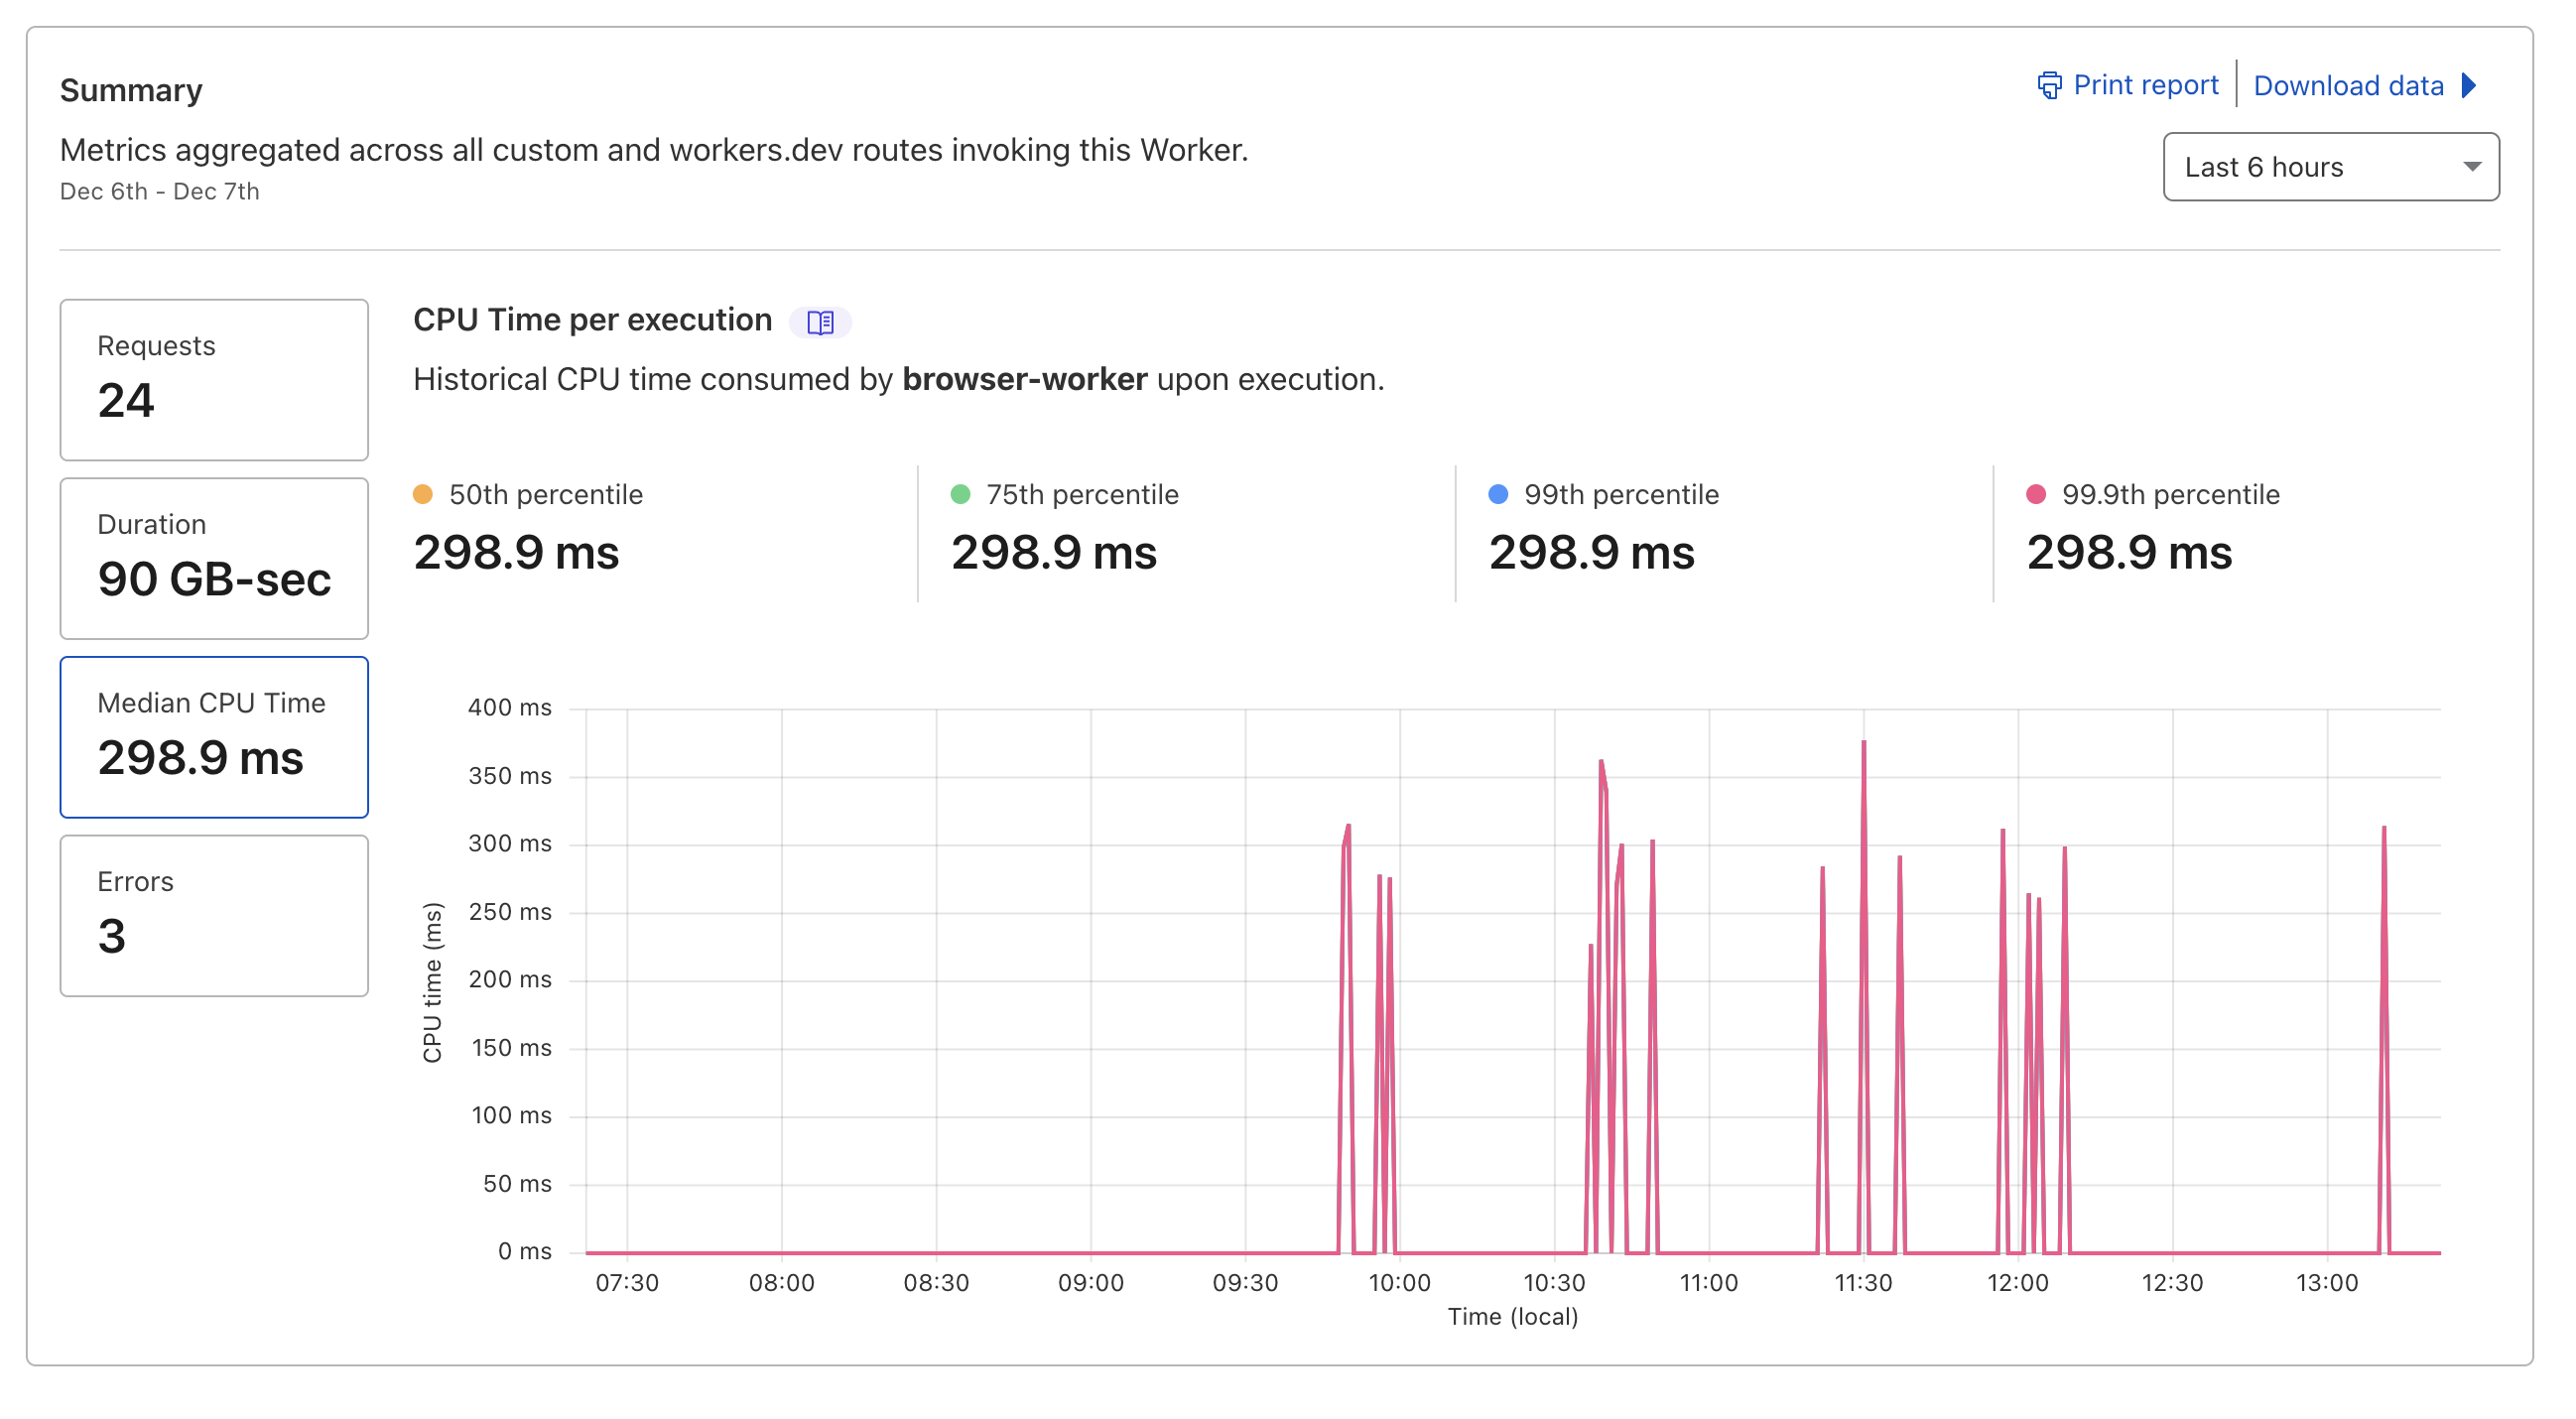 Summary
Print report
Download data
Metrics aggregated across all custom and workers.dev routes invoking this Worker.
Dec 6th - Dec 7th
Last 6 hours
Requests
24
Duration
90 GB-sec
Median CPU Time
298.9 ms
Errors
3
CPU Time per execution
Historical CPU time consumed by browser-worker upon execution.
50th percentile
298.9 ms
75th percentile
298.9 ms
99th percentile
298.9 ms
99.9th percentile
298.9 ms
CPU time (ms)
400 ms
350 ms
300 ms
250 ms
200 ms
150 ms
100 ms
50 ms
0 ms
07:30 08:00 08:30 09:00 09:30 10:00 10:30 11:00 11:30 12:00 12:30 13:00
Time (local)